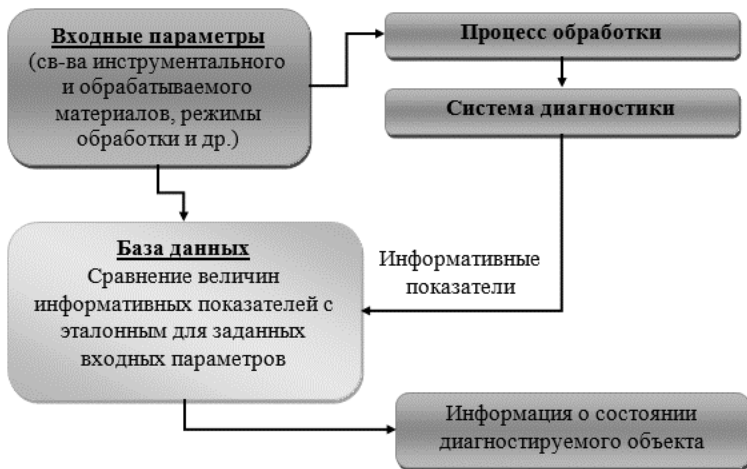 Входные параметры
(св-ва инструментального
и обрабатываемого
материалов, режимы
обработки и др.)
Процесс обработки
Система диагностики
База данных
Сравнение величин
информативных показателей с
эталонным для заданных
входных параметров
Информативные
показатели
Информация о состоянии
диагностируемого объекта